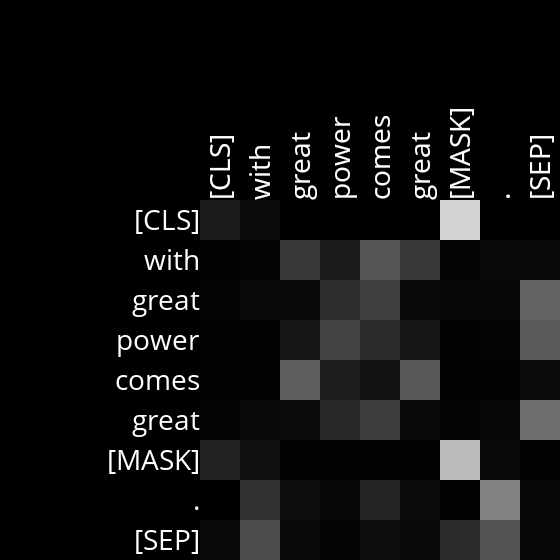 [CLS] with great power comes great [MASK] . [SEP]
[CLS]
with
great
power
comes
great
[MASK]
.
[SEP]